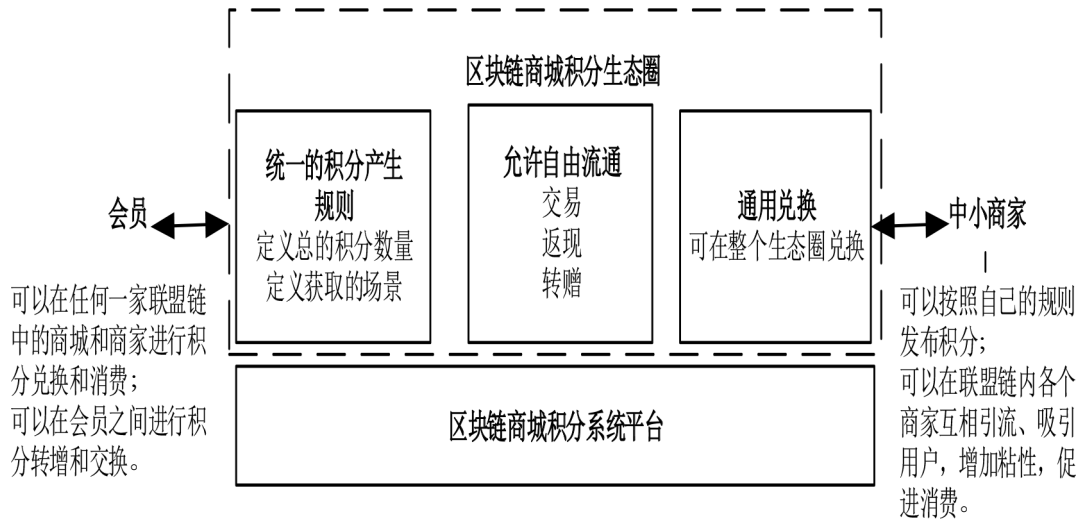 区块链商城积分生态圈
统一的积分产生
规则
定义总的积分数量
定义获取的场景
允许自由流通
交易
返现
转赠
通用兑换
可在整个生态圈兑换
会员
可以在任何一家联盟链
中的商城和商家进行积
分兑换和消费；
可以在会员之间进行积
分转增和交换。
中小商家
可以按照自己的规则
发布积分；
可以在联盟链内各个
商家互相引流、吸引
用户，增加粘性，促
进消费。
区块链商城积分系统平台